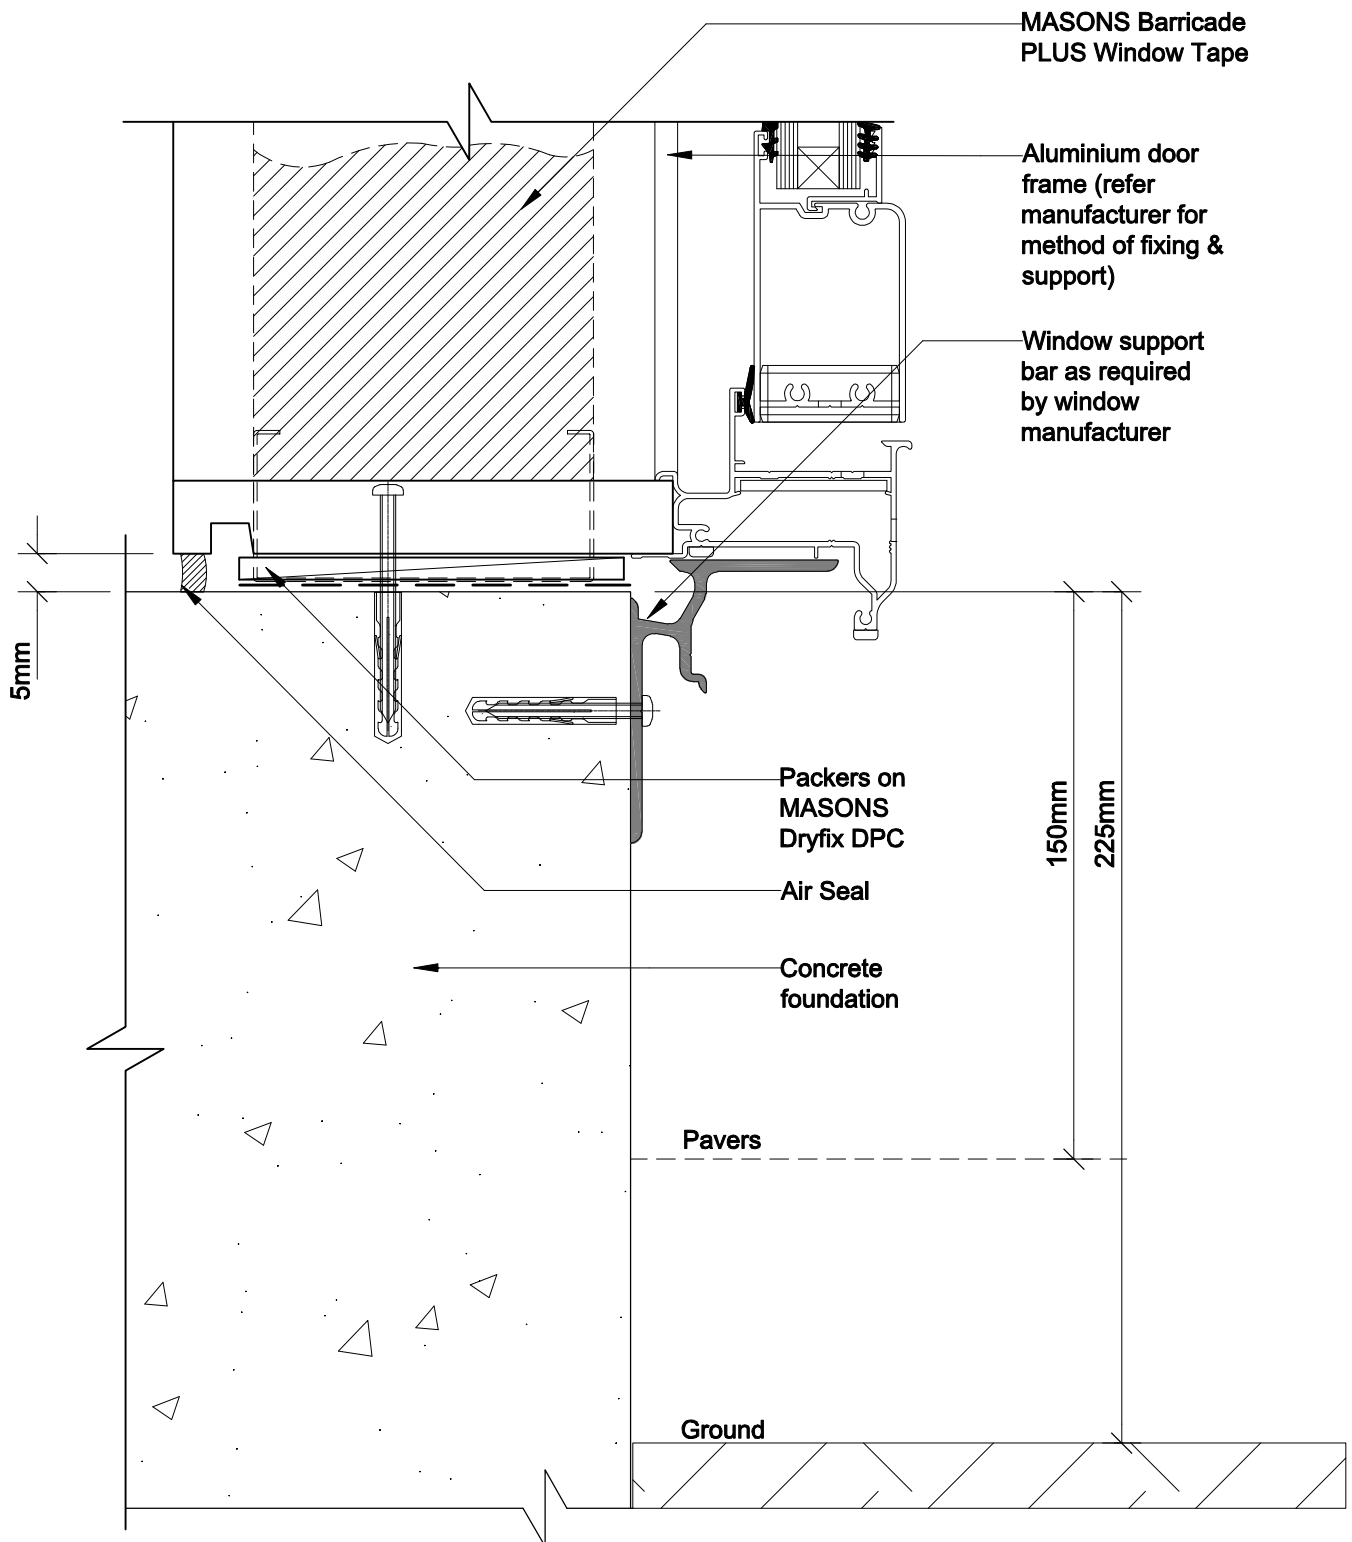 MASONS Barricade
PLUS Window Tape
Aluminium door
frame (refer
manufacturer for
method of fixing &
support)
Window support
bar as required
by window
manufacturer
5mm
Packers on
MASONS
Dryfix DPC
150mm
225mm
Air Seal
Concrete
foundation
Pavers
Ground